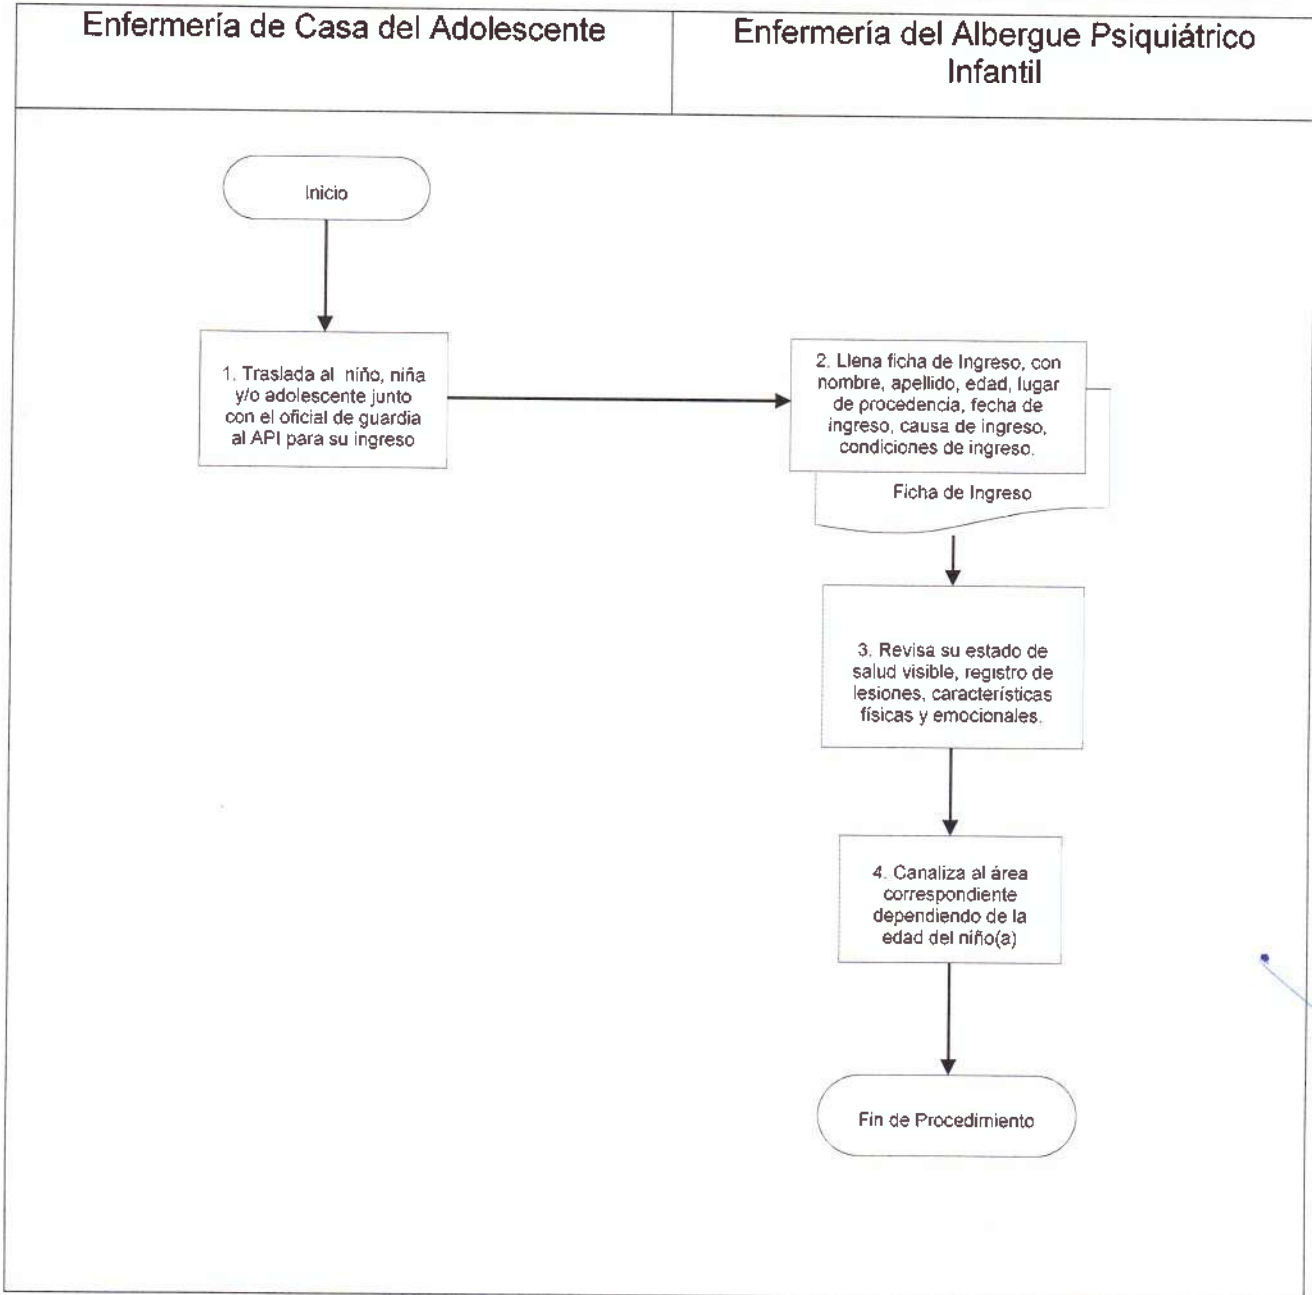 Enfermería de Casa del Adolescente
Enfermería del Albergue Psiquiátrico
Infantil
Inicio
1. Traslada al niño, niña
y/o adolescente junto
con el oficial de guardia
al API para su ingreso
2. Llena ficha de Ingreso, con
nombre, apellido, edad, lugar
de procedencia, fecha de
ingreso, causa de ingreso,
condiciones de ingreso.
Ficha de Ingreso
3. Revisa su estado de
salud visible, registro de
lesiones, características
físicas y emocionales.
4. Canaliza al área
correspondiente
dependiendo de la
edad del niño(a)
Fin de Procedimiento